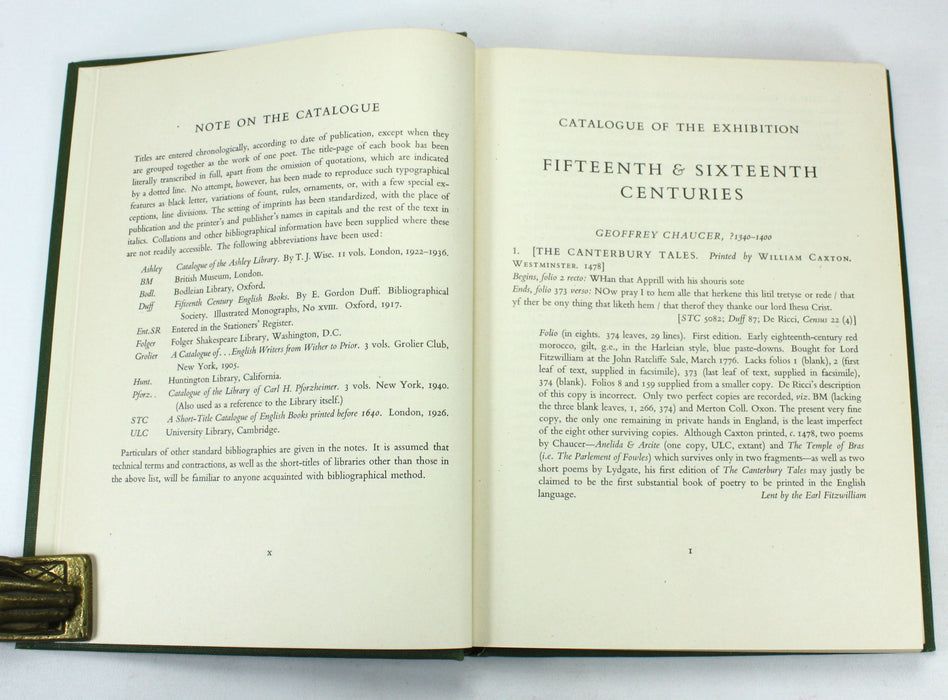 NOTE ON THE CATALOGUE
Titles are entered chronologically, according to date of publication, except when they
are grouped together as the work of one poet. The title-page of each book has been
literally transcribed in full, apart from the omission of quotations, which are indicated
by a dotted line. No attempt, however, has been made to reproduce such typographical
features as black letter, variations of fount, rules, ornaments, or, with a few special ex-
ceptions, line divisions. The setting of imprints has been standardized, with the place of
publication and the printer's and publisher's names in capitals and the rest of the text in
italics. Collations and other bibliographical information have been supplied where these
are not readily accessible. The following abbreviations have been used:
Ashley Catalogue of the Ashley Library. By T. J. Wise. 11 vols. London, 1922–1936.
BM British Museum, London.
Bodl. Bodleian Library, Oxford.
Duff Fifteenth Century English Books. By E. Gordon Duff. Bibliographical
Society. Illustrated Monographs, No XVIII. Oxford, 1917.
Ent.SR Entered in the Stationers' Register.
Folger Folger Shakespeare Library, Washington, D.C.
Grolier A Catalogue of . . . English Writers from Wither to Prior. 3 vols. Grolier Club,
New York, 1905.
Hunt. Huntington Library, California.
Pforz. . Catalogue of the Library of Carl H. Pforzheimer. 3 vols. New York, 1940.
(Also used as a reference to the Library itself.)
STC A Short-Title Catalogue of English Books printed before 1640. London, 1926.
ULC University Library, Cambridge.
Particulars of other standard bibliographies are given in the notes. It is assumed that
technical terms and contractions, as well as the short-titles of libraries other than those in
the above list, will be familiar to anyone acquainted with bibliographical method.
x
CATALOGUE OF THE EXHIBITION
FIFTEENTH & SIXTEENTH
CENTURIES
GEOFFREY CHAUCER, ?1340–1400
1. [THE CANTERBURY TALES. Printed by WILLIAM CAXTON.
WESTMINSTER. 1478]
Begins, folio 2 recto: WHan that Apprill with his shouris sote
Ends, folio 373 verso: NOw pray I to hem alle that herkene this litil tretyse or rede / that
yf ther be ony thing that liketh hem / that therof they thanke our lord Ihesu Crist.
[STC 5082; Duff 87; De Ricci, Census 22 (4)]
Folio (in eights. 374 leaves, 29 lines). First edition. Early eighteenth-century red
morocco, gilt, g.e., in the Harleian style, blue paste-downs. Bought for Lord
Fitzwilliam at the John Ratcliffe Sale, March 1776. Lacks folios 1 (blank), 2 (first
leaf of text, supplied in facsimile), 373 (last leaf of text, supplied in facsimile),
374 (blank). Folios 8 and 159 supplied from a smaller copy. De Ricci's description
of this copy is incorrect. Only two perfect copies are recorded, viz. BM (lacking
the three blank leaves, 1, 266, 374) and Merton Coll. Oxon. The present very fine
copy, the only one remaining in private hands in England, is the least imperfect
of the eight other surviving copies. Although Caxton printed, c. 1478, two poems
by Chaucer—Anelida & Arcite (one copy, ULC, extant) and The Temple of Bras
(i.e. The Parlement of Fowles) which survives only in two fragments—as well as two
short poems by Lydgate, his first edition of The Canterbury Tales may justly be
claimed to be the first substantial book of poetry to be printed in the English
language. Lent by the Earl Fitzwilliam
1